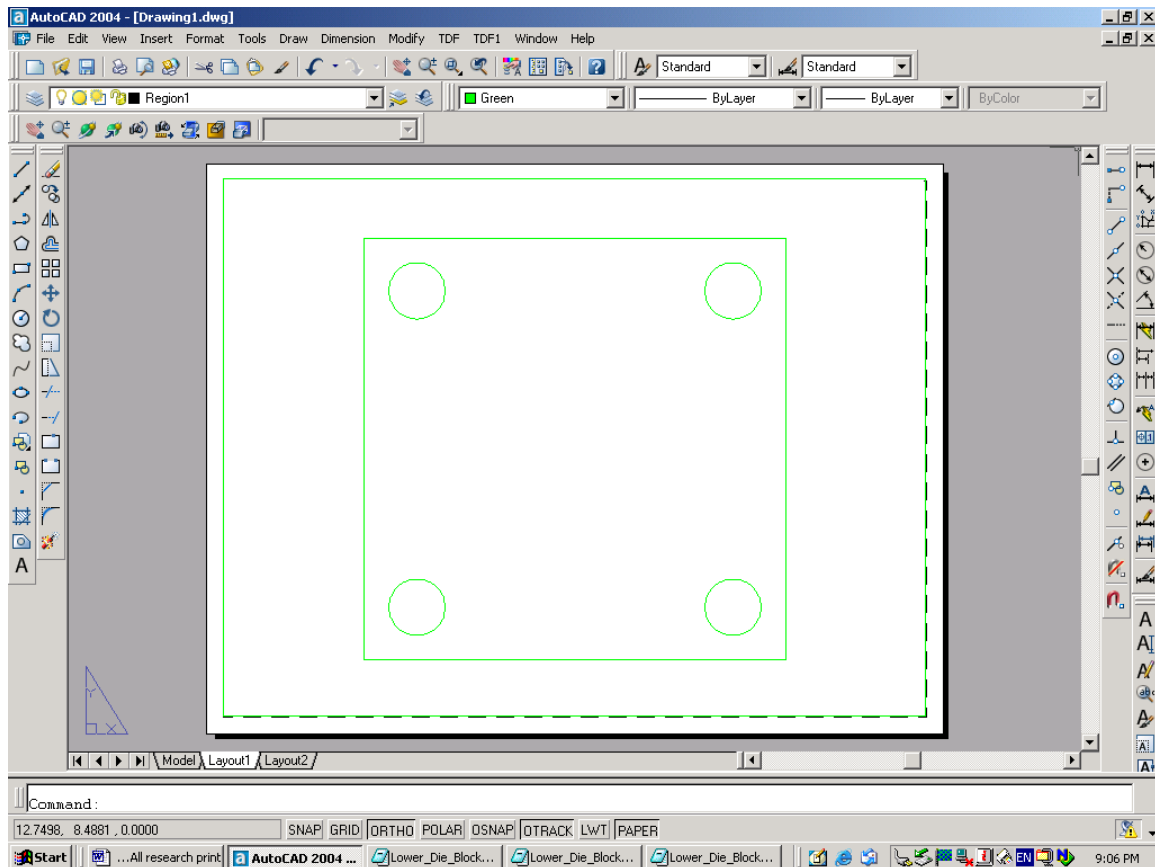 a AutoCAD 2004 - [Drawing1.dwg]
File Edit View Insert Format Tools Draw Dimension Modify TDF TDF1 Window Help
Standard Standard
Region1 Green ByLayer ByLayer ByColor
A
A
Y
X
Model Layout1 Layout2
Command:
12.7498, 8.4881 , 0.0000 SNAP GRID ORTHO POLAR OSNAP OTRACK LWT PAPER
Start ...All research print AutoCAD 2004 ... Lower_Die_Block... Lower_Die_Block... Lower_Die_Block... EN 9:06 PM